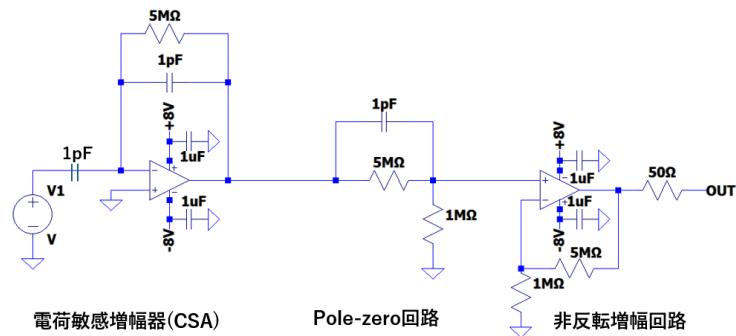 5MΩ
1pF
+8V
1uF
1pF
V1
V
1uF
-8V
1pF
5MΩ
1MΩ
+8V
1uF
1uF
-8V
50Ω
OUT
5MΩ
1MΩ
電荷敏感増幅器(CSA)
Pole-zero回路
非反転増幅回路